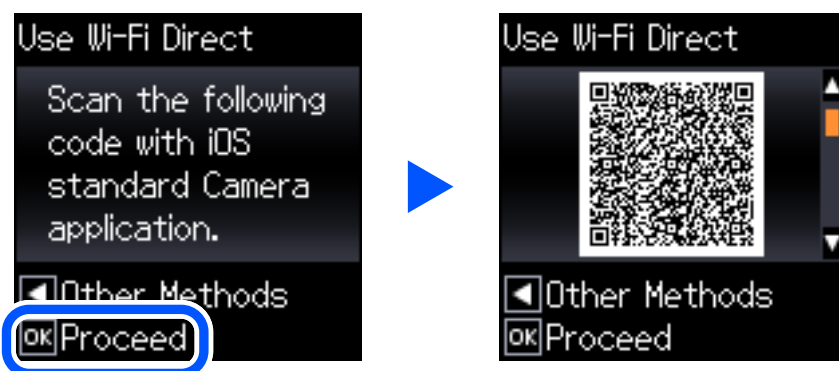 Use Wi-Fi Direct
Scan the following
code with iOS
standard Camera
application.
Other Methods
OK Proceed
Use Wi-Fi Direct
Other Methods
OK Proceed